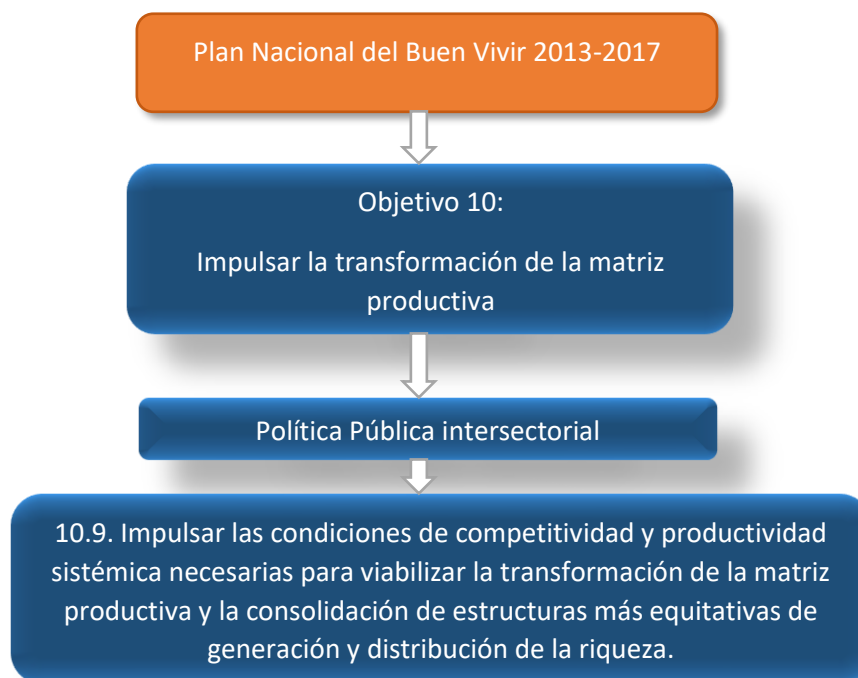 Plan Nacional del Buen Vivir 2013-2017
Objetivo 10:
Impulsar la transformación de la matriz
productiva
Política Pública intersectorial
10.9. Impulsar las condiciones de competitividad y productividad
sistémica necesarias para viabilizar la transformación de la matriz
productiva y la consolidación de estructuras más equitativas de
generación y distribución de la riqueza.